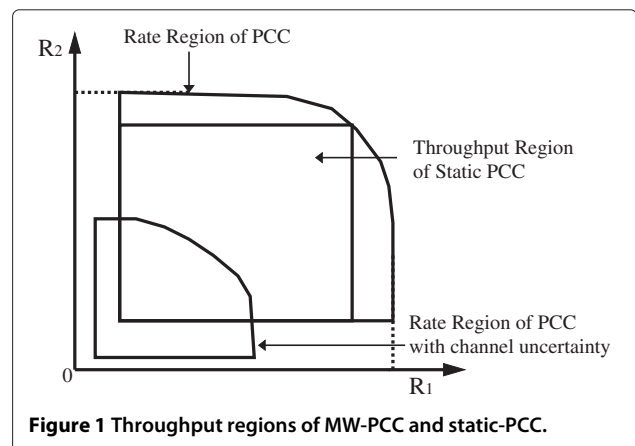 Rate Region of PCC
R2
Throughput Region
of Static PCC
Rate Region of PCC
with channel uncertainty
0
R1
Figure 1 Throughput regions of MW-PCC and static-PCC.